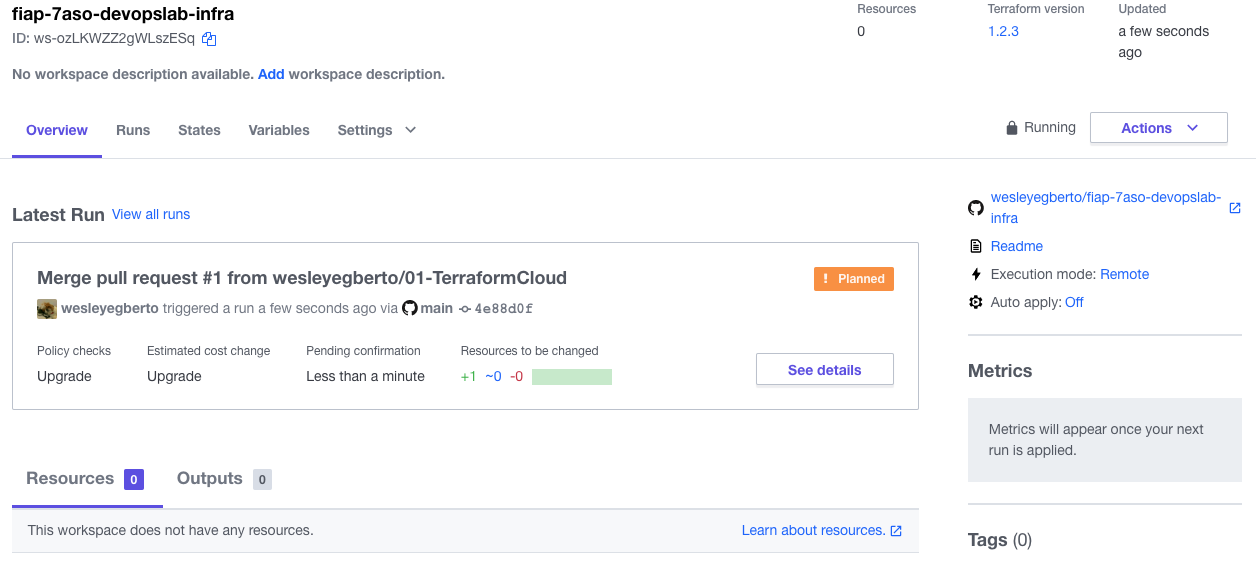 fiap-7aso-devopslab-infra
ID: ws-ozLKWZZ2gWLszESq
No workspace description available. Add workspace description.
Resources
0
Terraform version
1.2.3
Updated
a few seconds
ago
Overview
Runs
States
Variables
Settings
Running
Actions
Latest Run View all runs
Merge pull request #1 from wesleyegberto/01-TerraformCloud
! Planned
wesleyegberto triggered a run a few seconds ago via main 4e88d0f
Policy checks
Upgrade
Estimated cost change
Upgrade
Pending confirmation
Less than a minute
Resources to be changed
+1 ~0 -0
See details
Resources 0
Outputs 0
This workspace does not have any resources.
Learn about resources.
wesleyegberto/fiap-7aso-devopslab-
infra
Readme
Execution mode: Remote
Auto apply: Off
Metrics
Metrics will appear once your next
run is applied.
Tags (0)